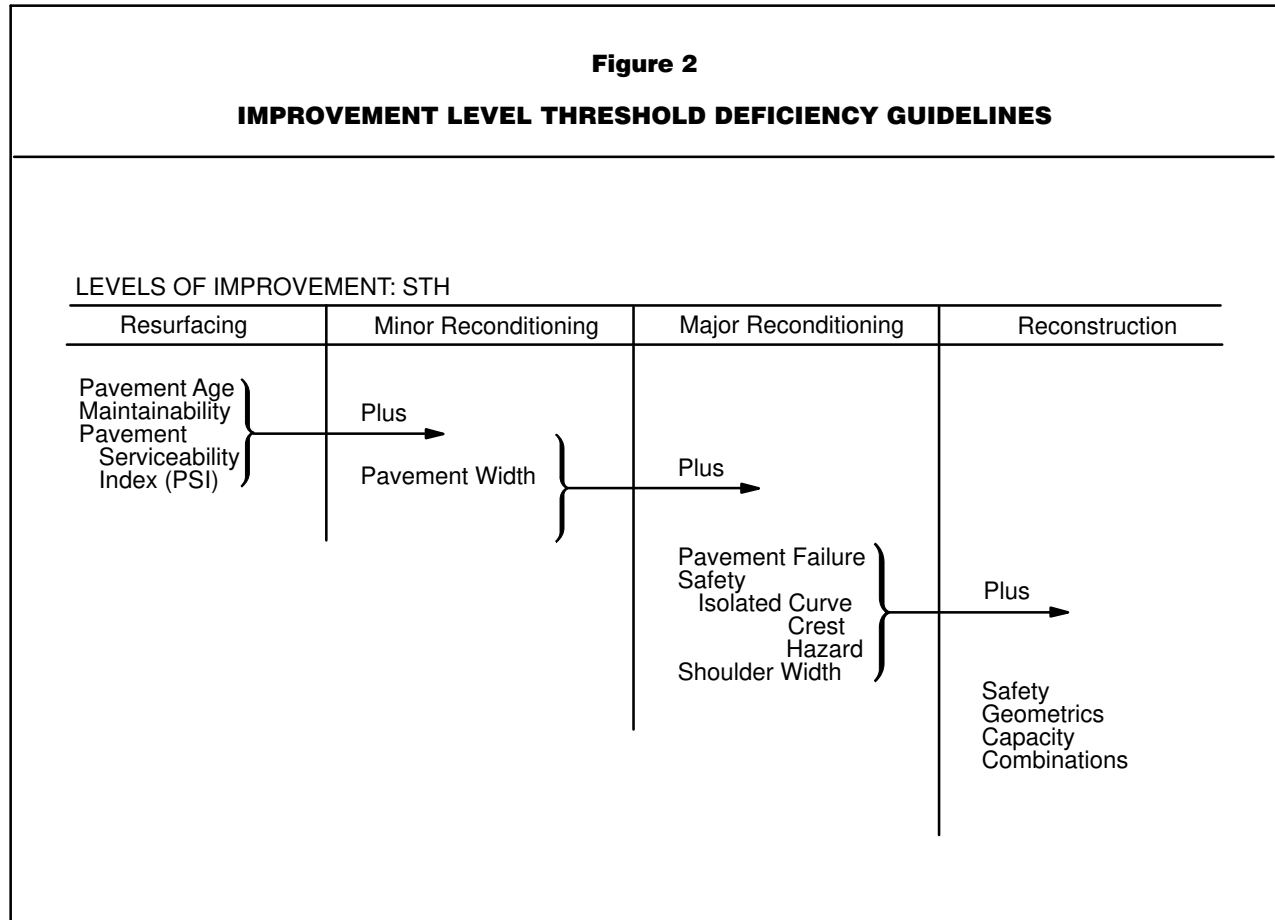 Figure 2
IMPROVEMENT LEVEL THRESHOLD DEFICIENCY GUIDELINES
LEVELS OF IMPROVEMENT: STH
Resurfacing
Minor Reconditioning
Major Reconditioning
Reconstruction
Pavement Age
Maintainability
Pavement
Serviceability
Index (PSI)
Plus
Pavement Width
Plus
Pavement Failure
Safety
Isolated Curve
Crest
Hazard
Shoulder Width
Plus
Safety
Geometrics
Capacity
Combinations